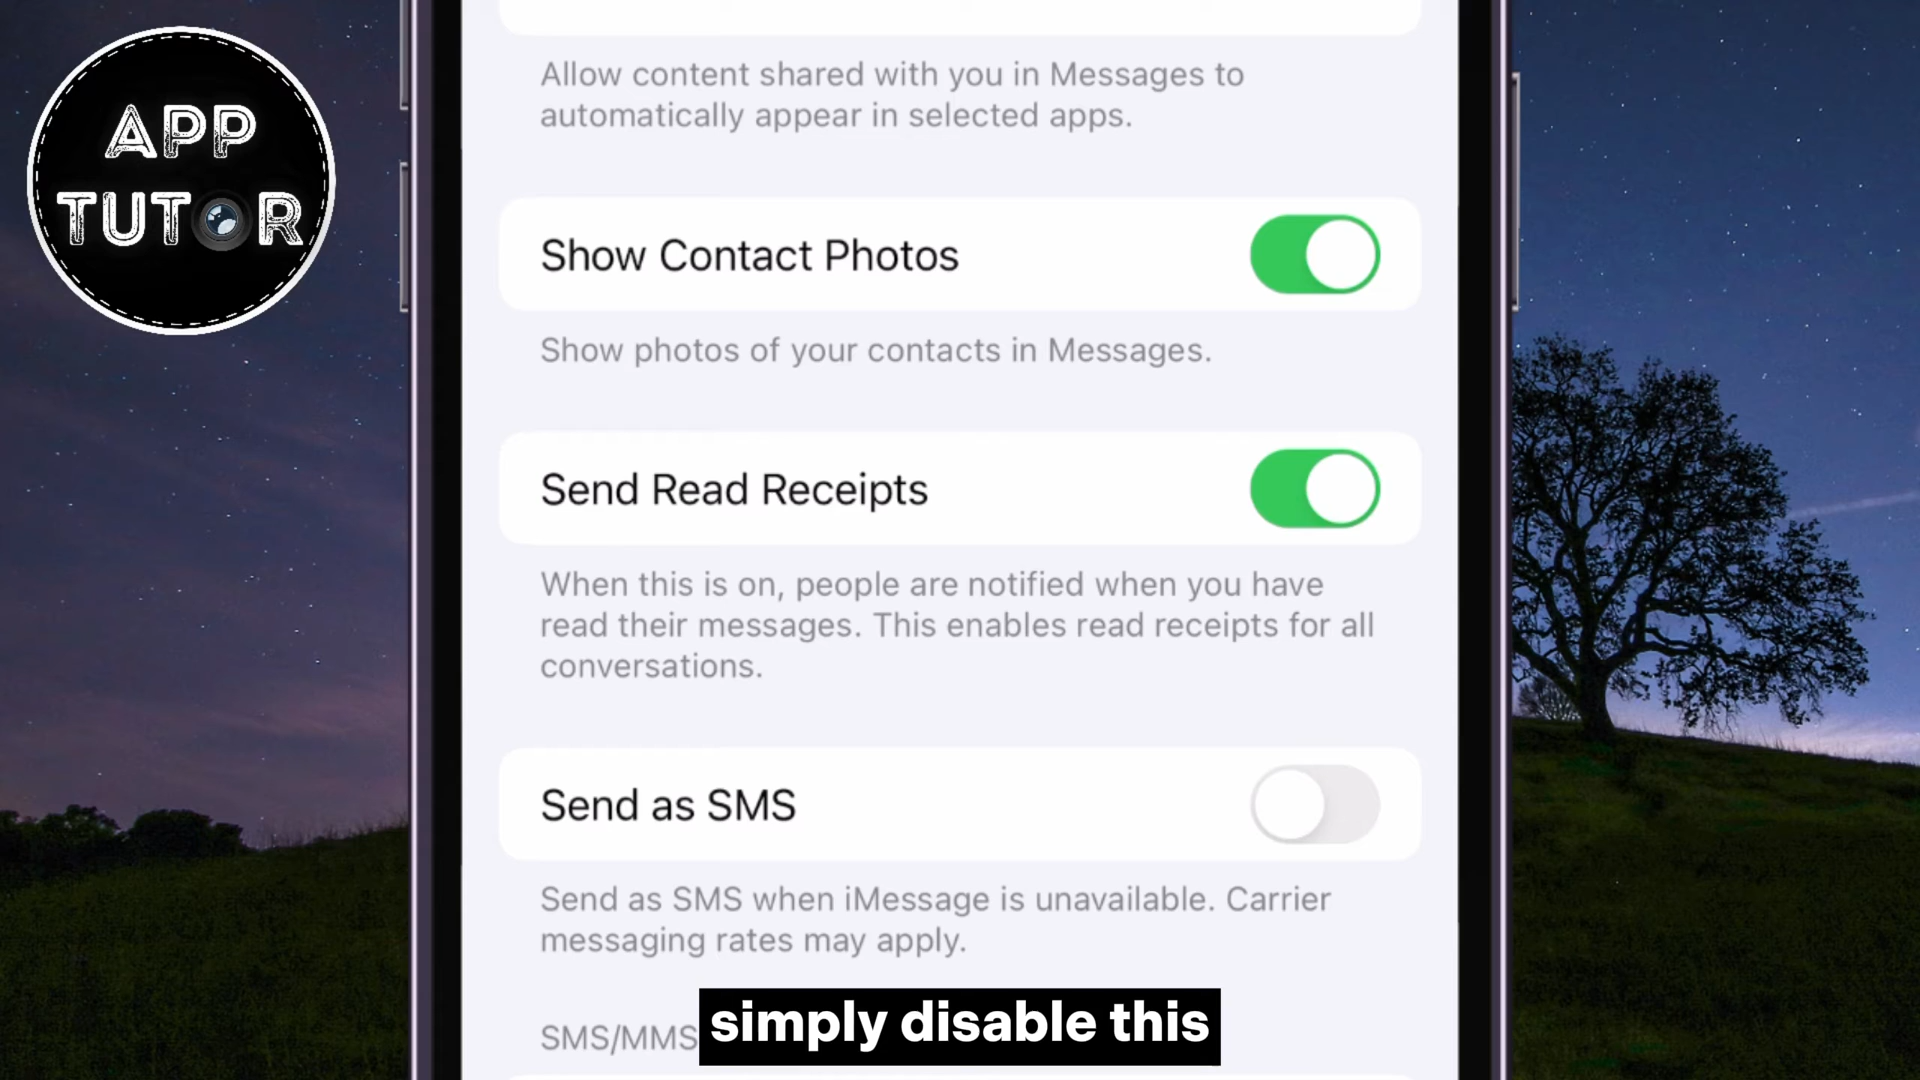 APP
TUTOR
Allow content shared with you in Messages to
automatically appear in selected apps.
Show Contact Photos
Show photos of your contacts in Messages.
Send Read Receipts
When this is on, people are notified when you have
read their messages. This enables read receipts for all
conversations.
Send as SMS
Send as SMS when iMessage is unavailable. Carrier
messaging rates may apply.
SMS/MMS
simply disable this